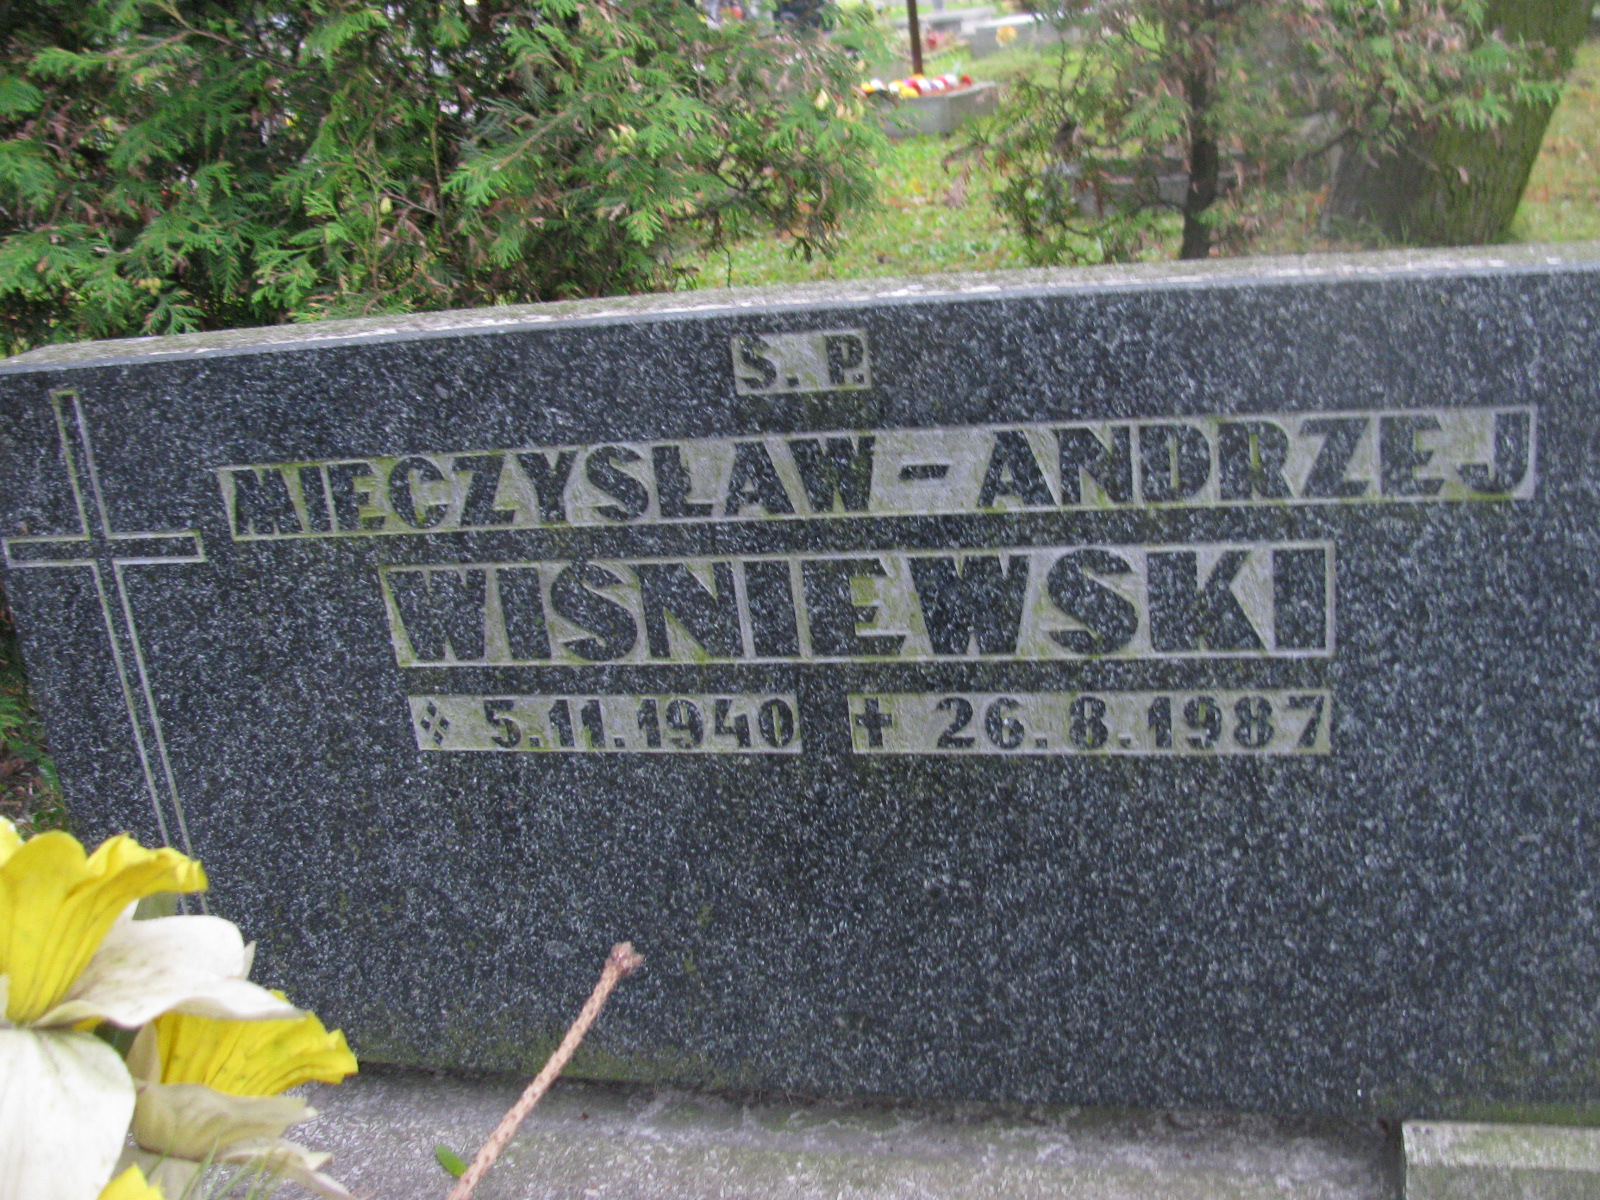 Ś. P.
MIECZYSŁAW-ANDRZEJ
WIŚNIEWSKI
5.11.1940 + 26.8.1987